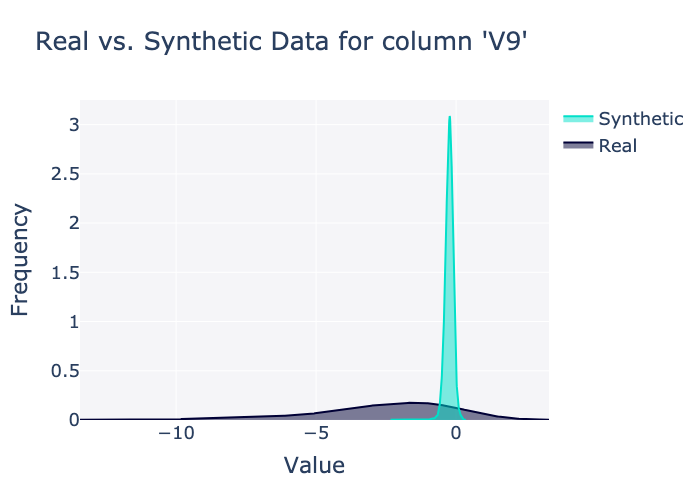 Real vs. Synthetic Data for column 'V9'
Synthetic
Real
3
2.5
2
1.5
1
0.5
0
−10
−5
0
Frequency
Value